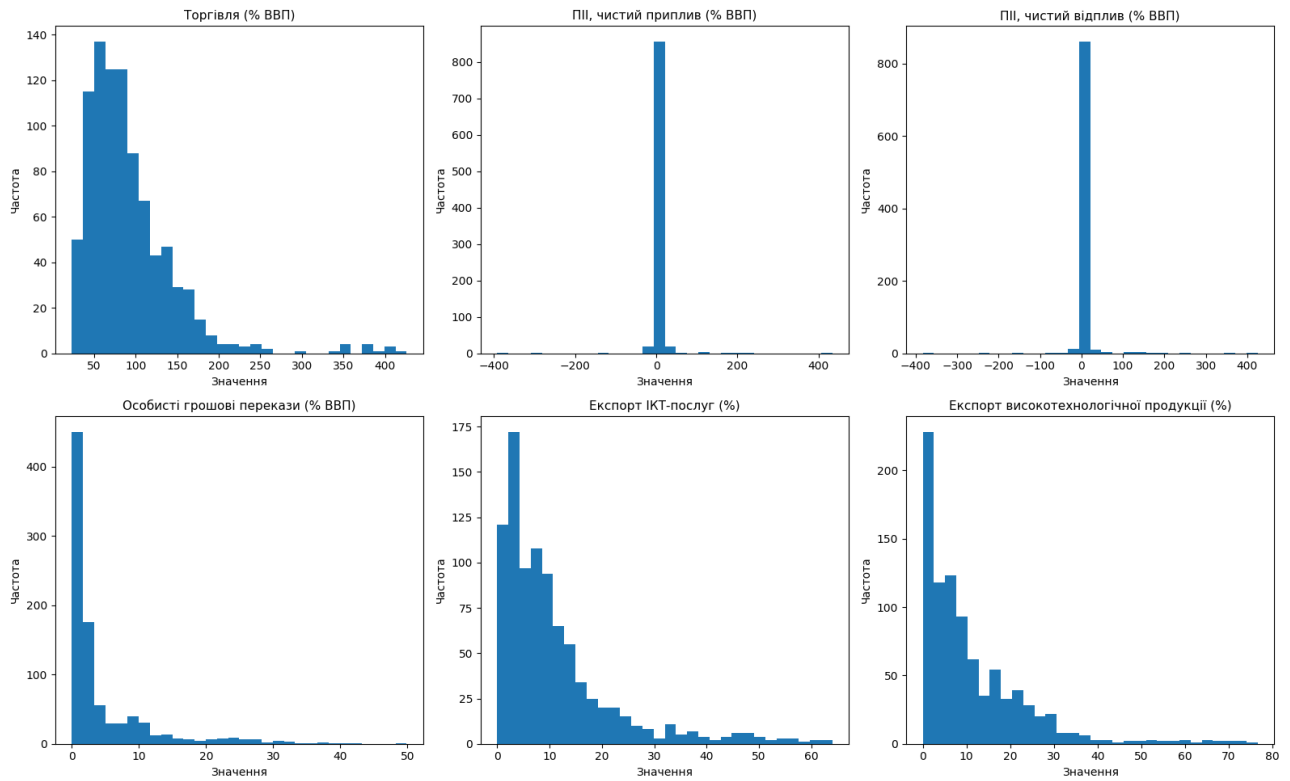 Торгівля (% ВВП)
140
120
100
80
60
40
20
0
Частота
50 100 150 200 250 300 350 400
Значення
ПІІ, чистий приплив (% ВВП)
800
700
600
500
400
300
200
100
0
Частота
−400 −200 0 200 400
Значення
ПІІ, чистий відплив (% ВВП)
800
600
400
200
0
Частота
−400 −300 −200 −100 0 100 200 300 400
Значення
Особисті грошові перекази (% ВВП)
400
300
200
100
0
Частота
0 10 20 30 40 50
Значення
Експорт ІКТ-послуг (%)
175
150
125
100
75
50
25
0
Частота
0 10 20 30 40 50 60
Значення
Експорт високотехнологічної продукції (%)
200
150
100
50
0
Частота
0 10 20 30 40 50 60 70 80
Значення